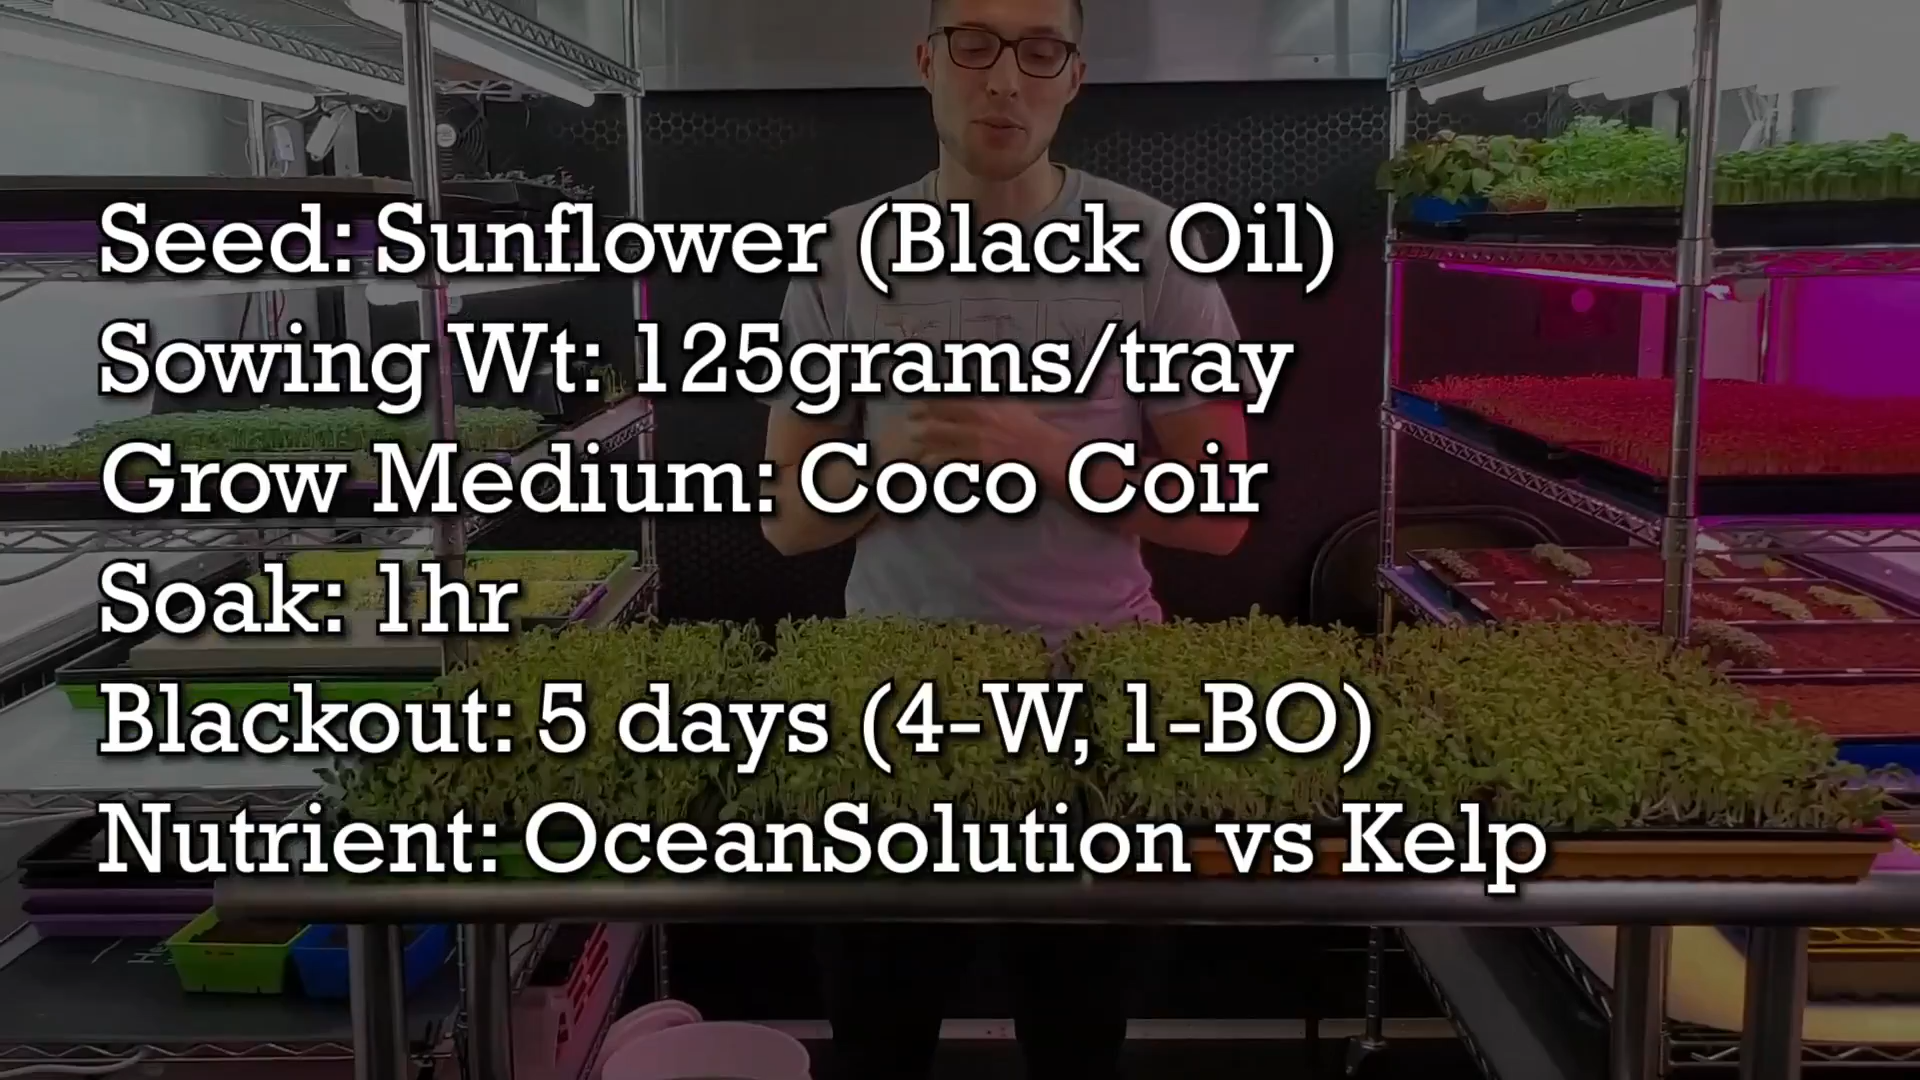 Seed: Sunflower (Black Oil)
Sowing Wt: 125grams/tray
Grow Medium: Coco Coir
Soak: 1hr
Blackout: 5 days (4-W, 1-BO)
Nutrient: OceanSolution vs Kelp